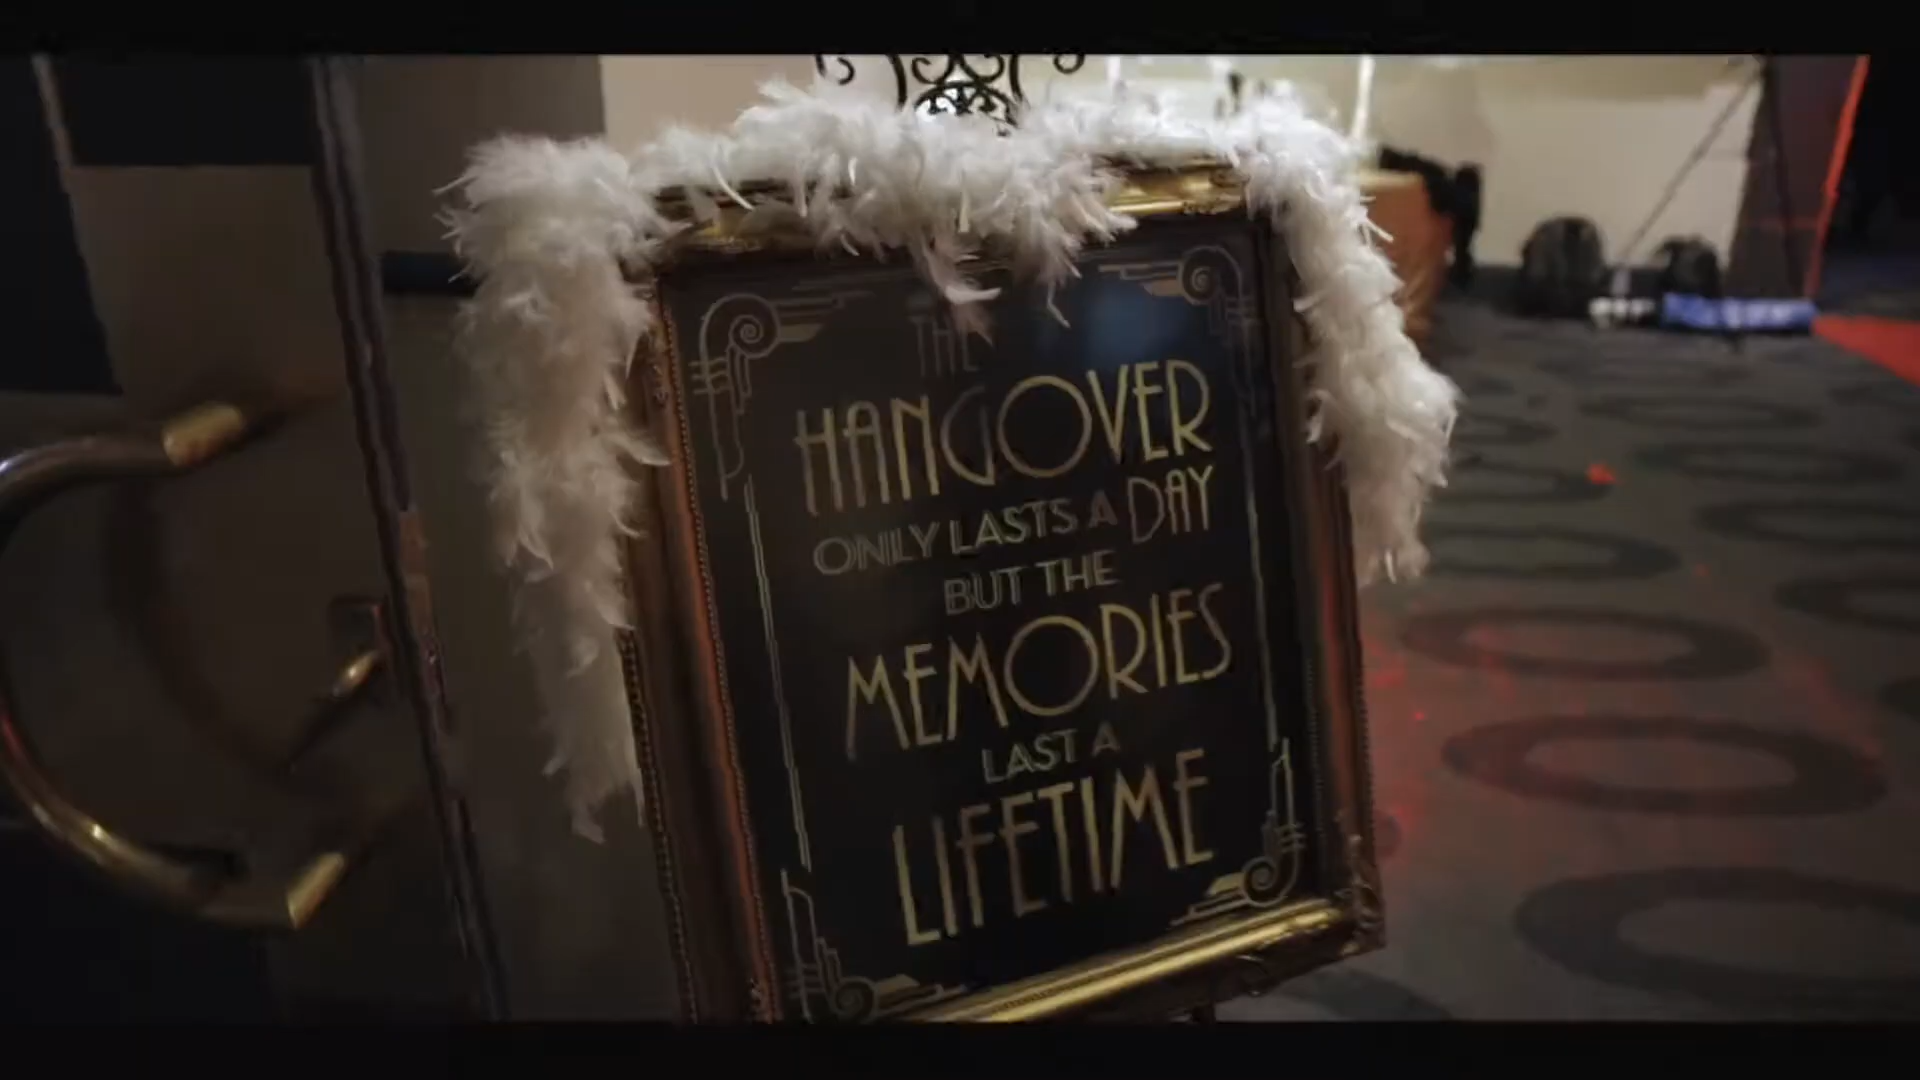 THE
HANGOVER
ONLY LASTS A DAY
BUT THE
MEMORIES
LAST A
LIFETIME